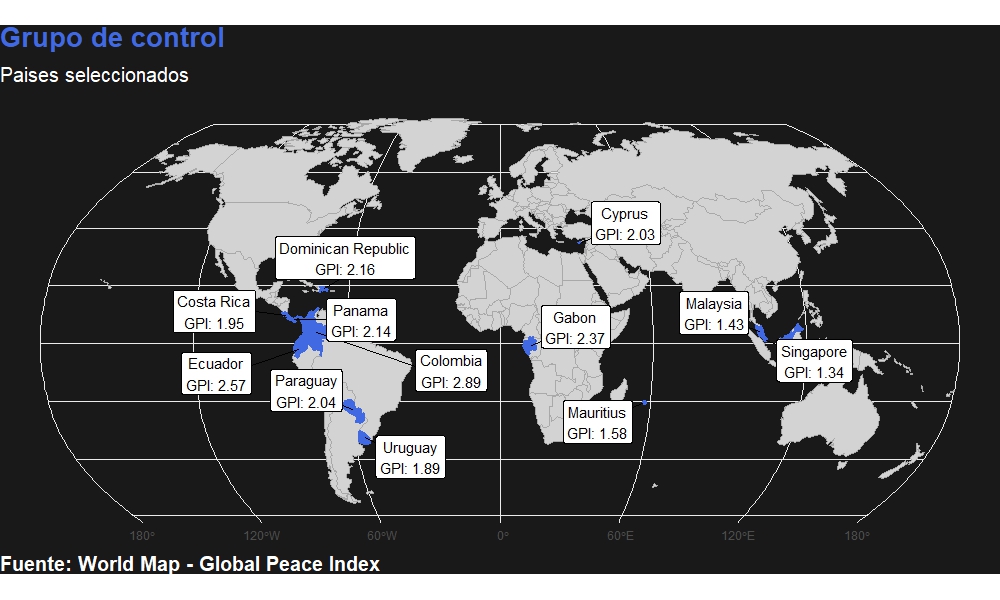 Grupo de control
Paises seleccionados
Cyprus
GPI: 2.03
Dominican Republic
GPI: 2.16
Costa Rica
GPI: 1.95
Panama
GPI: 2.14
Malaysia
GPI: 1.43
Gabon
GPI: 2.37
Singapore
GPI: 1.34
Ecuador
GPI: 2.57
Colombia
GPI: 2.89
Paraguay
GPI: 2.04
Mauritius
GPI: 1.58
Uruguay
GPI: 1.89
180° 120°W 60°W 0° 60°E 120°E 180°
Fuente: World Map - Global Peace Index